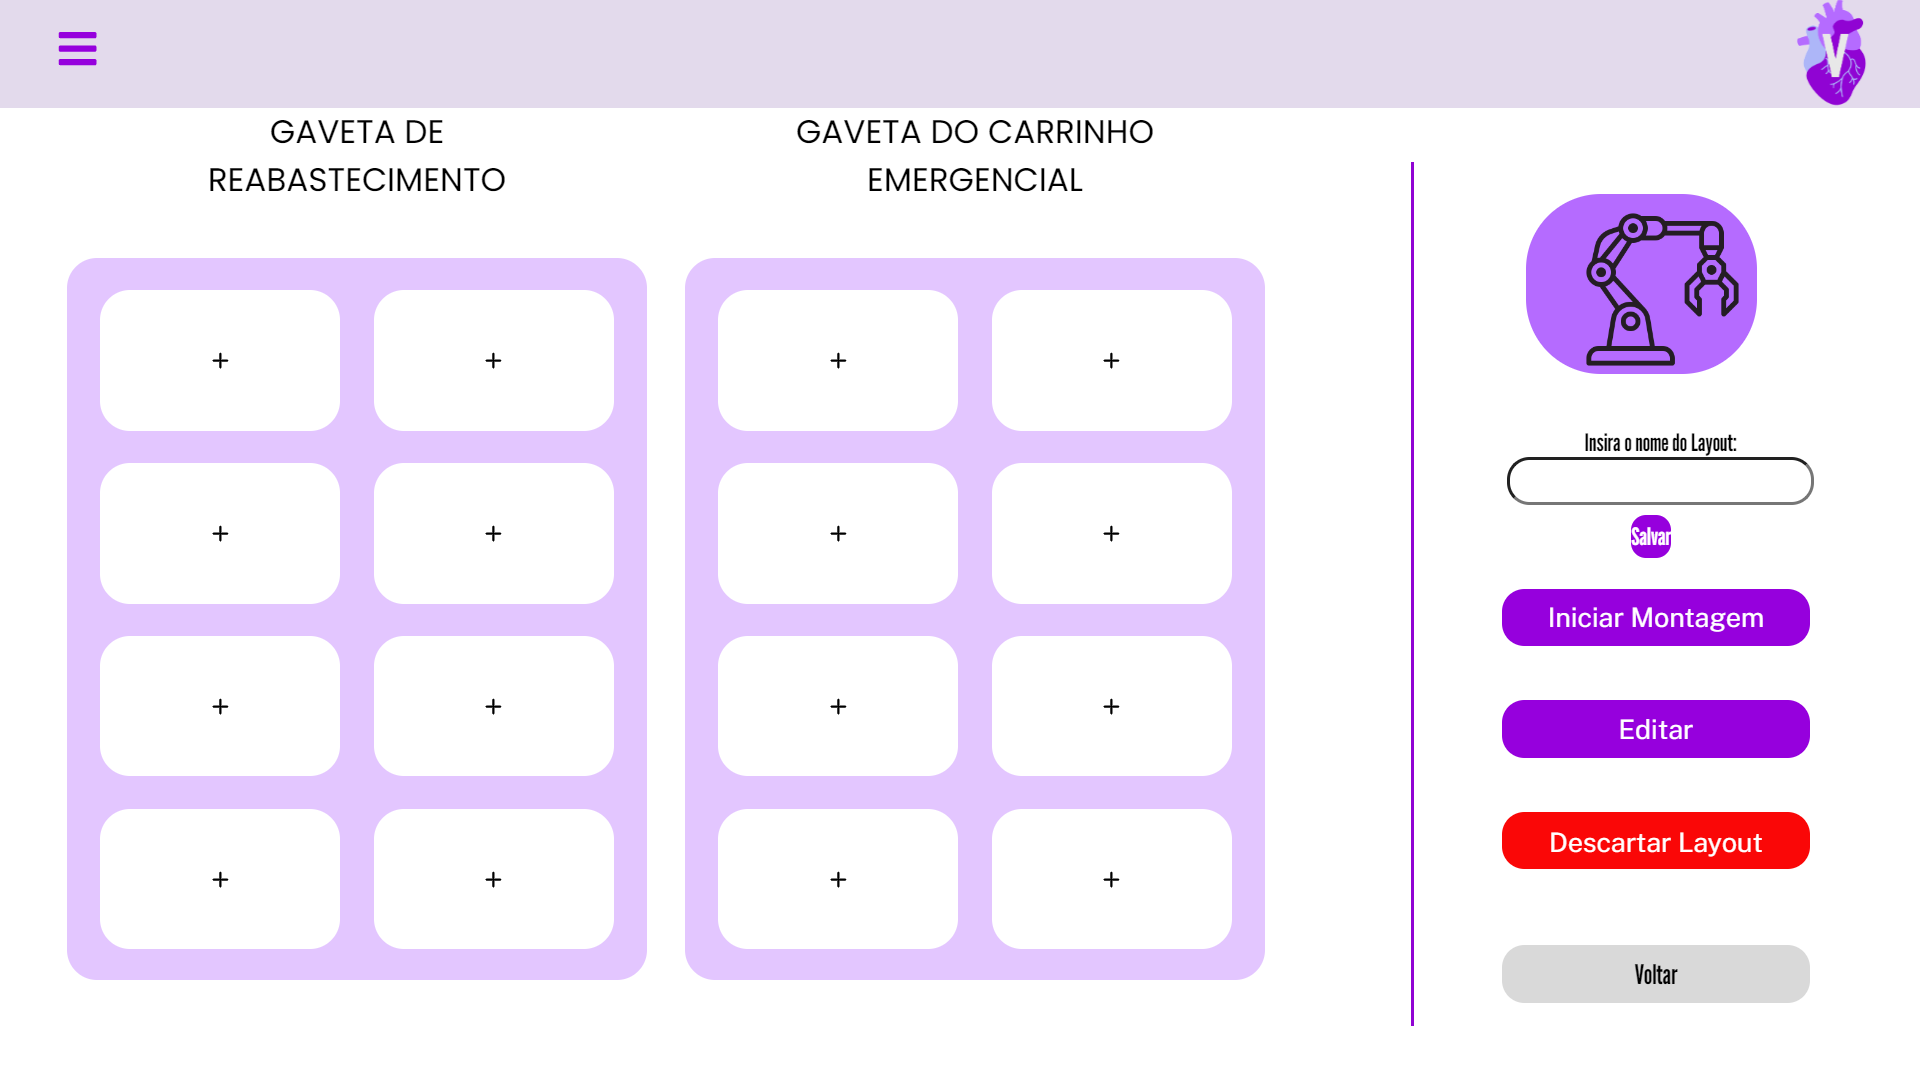 V
GAVETA DE
REABASTECIMENTO
GAVETA DO CARRINHO
EMERGENCIAL
+ +
+ +
+ +
+ +
+ +
+ +
+ +
+ +
Insira o nome do Layout:
Salvar
Iniciar Montagem
Editar
Descartar Layout
Voltar